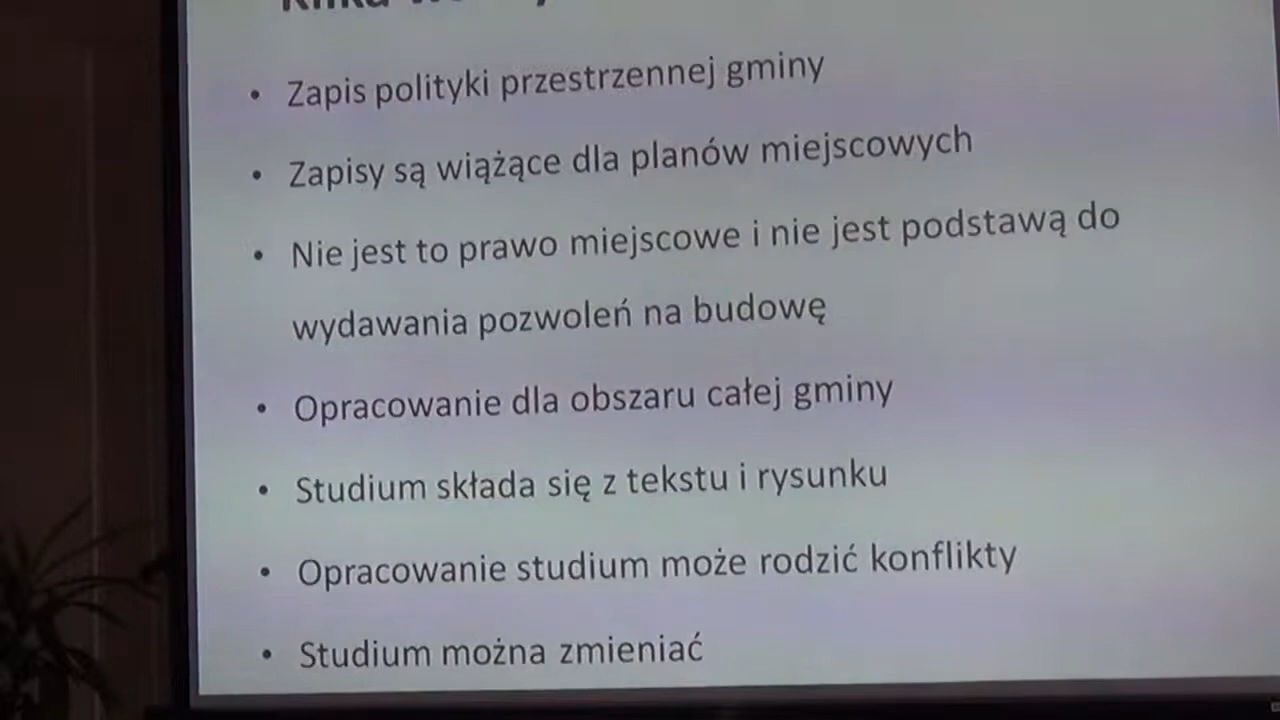 • Zapis polityki przestrzennej gminy
• Zapisy są wiążące dla planów miejscowych
• Nie jest to prawo miejscowe i nie jest podstawą do
wydawania pozwoleń na budowę
• Opracowanie dla obszaru całej gminy
• Studium składa się z tekstu i rysunku
• Opracowanie studium może rodzić konflikty
• Studium można zmieniać